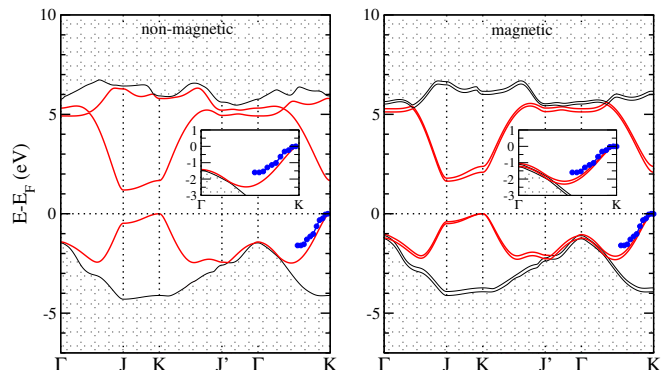 non-magnetic
magnetic
E-E_F (eV)
10
5
0
-5
1
0
-1
-2
-3
Γ K
1
0
-1
-2
-3
Γ K
Γ J K J' Γ K
Γ J K J' Γ K
10
5
0
-5